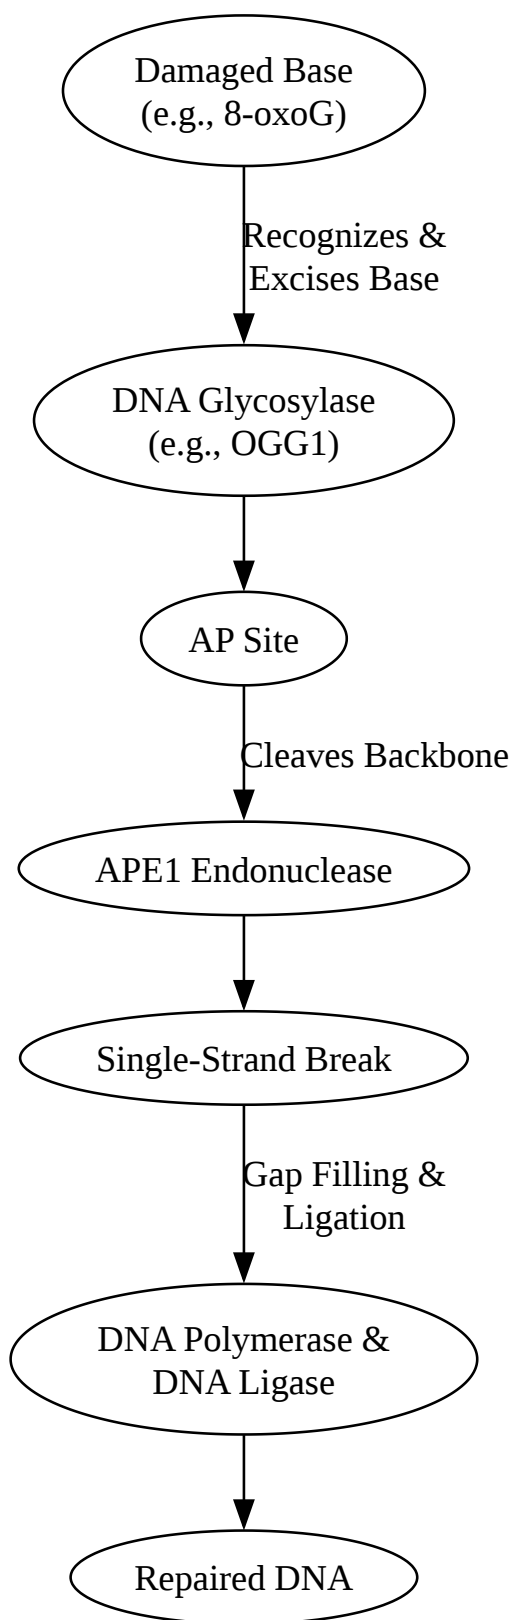 Damaged Base
(e.g., 8-oxoG)
Recognizes &
Excises Base
DNA Glycosylase
(e.g., OGG1)
AP Site
Cleaves Backbone
APE1 Endonuclease
Single-Strand Break
Gap Filling &
Ligation
DNA Polymerase &
DNA Ligase
Repaired DNA